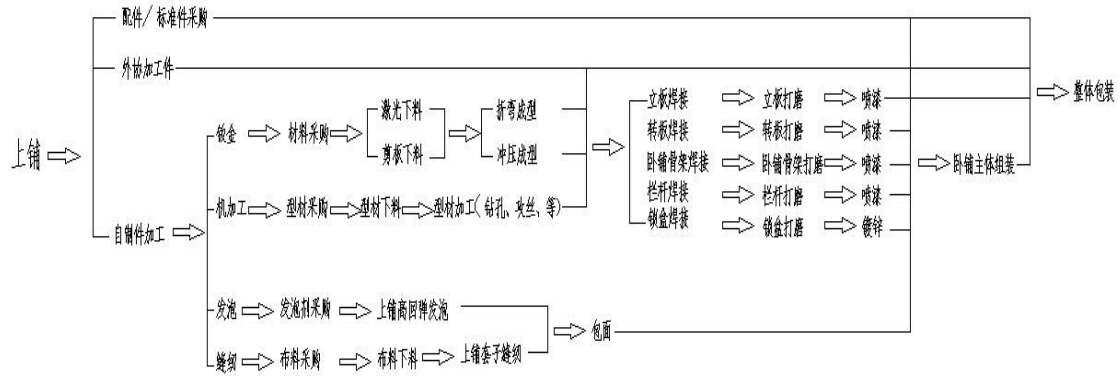 配件/标准件采购
外协加工件
整体包装
激光下料 折弯成型 立板焊接 立板打磨 喷漆
钣金 材料采购 转板焊接 转板打磨 喷漆
上铺 剪板下料 冲压成型 卧铺骨架焊接 卧铺骨架打磨 喷漆 卧铺主体组装
栏杆焊接 栏杆打磨 喷漆
机加工 型材采购 型材下料 型材加工(钻孔、攻丝、等)
锁盒焊接 锁盒打磨 镀锌
自制件加工
发泡 发泡剂采购 上铺高回弹发泡
包面
缝纫 布料采购 布料下料 上铺套子缝纫